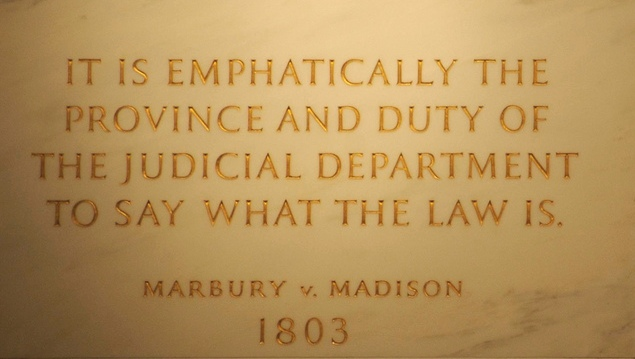 IT IS EMPHATICALLY THE
PROVINCE AND DUTY OF
THE JUDICIAL DEPARTMENT
TO SAY WHAT THE LAW IS.
MARBURY v. MADISON
1803